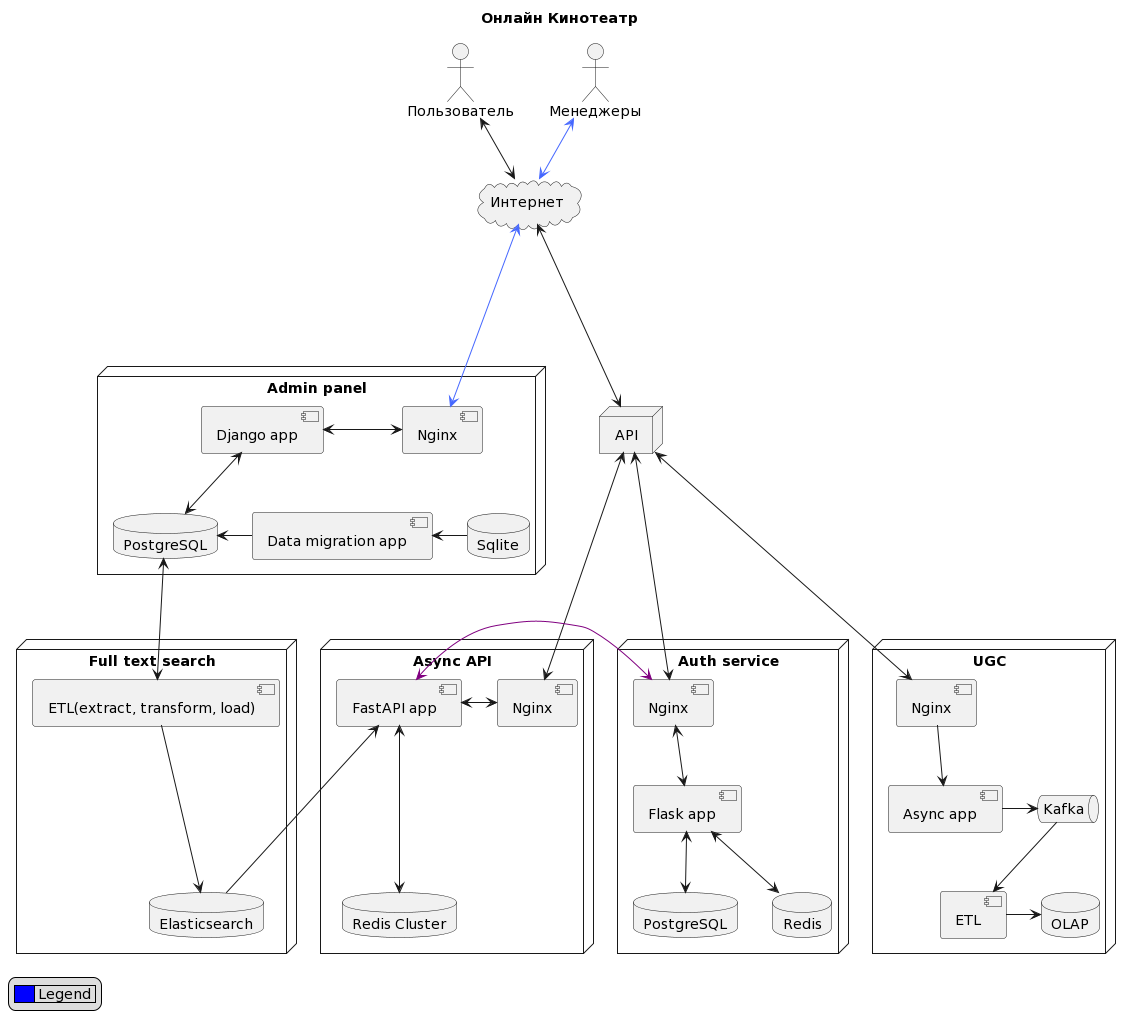 Онлайн Кинотеатр
Пользователь
Менеджеры
Интернет
Admin panel
Django app
Nginx
API
PostgreSQL
Data migration app
Sqlite
Full text search
Async API
Auth service
UGC
ETL(extract, transform, load)
FastAPI app
Nginx
Nginx
Nginx
Flask app
Async app
Kafka
Elasticsearch
Redis Cluster
PostgreSQL
Redis
ETL
OLAP
Legend